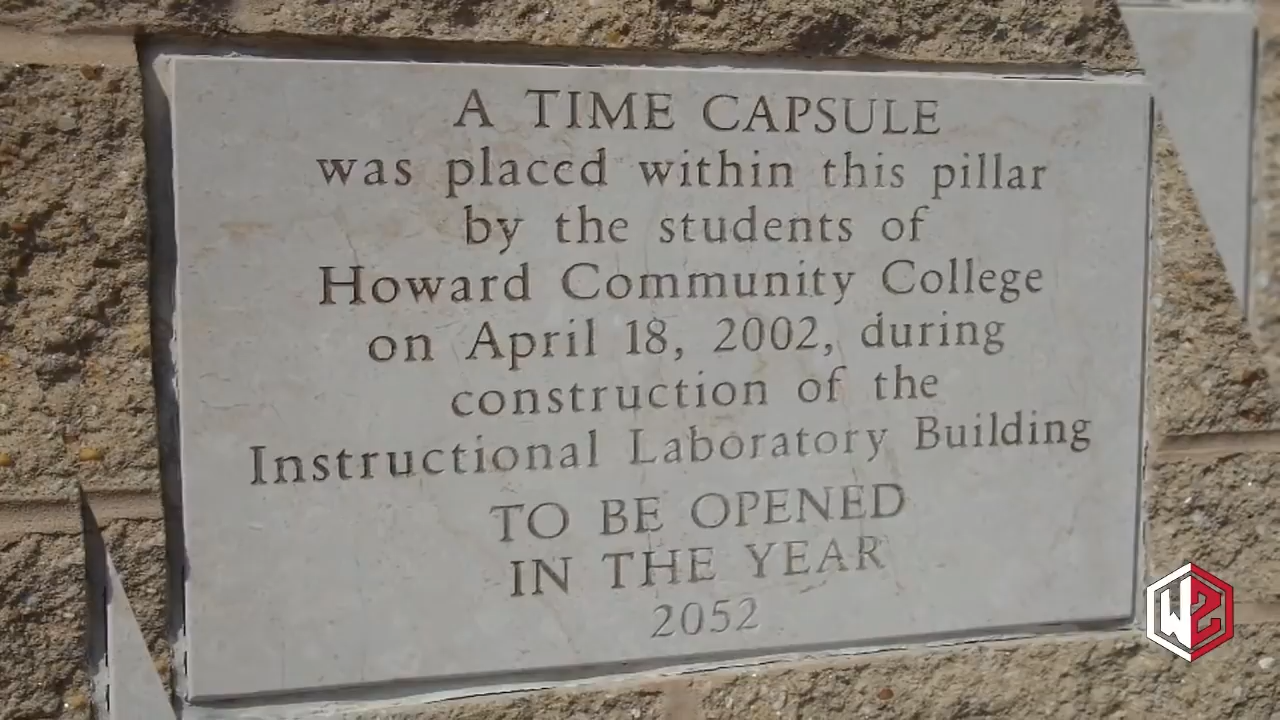 A TIME CAPSULE
was placed within this pillar
by the students of
Howard Community College
on April 18, 2002, during
construction of the
Instructional Laboratory Building
TO BE OPENED
IN THE YEAR
2052
W2